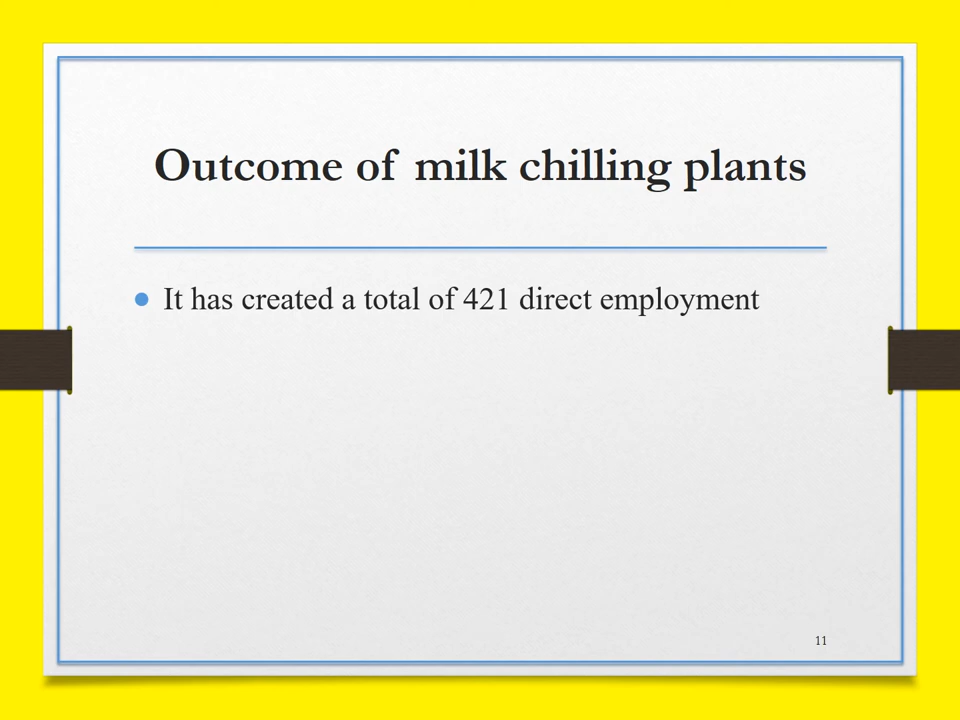 Outcome of milk chilling plants
It has created a total of 421 direct employment
11